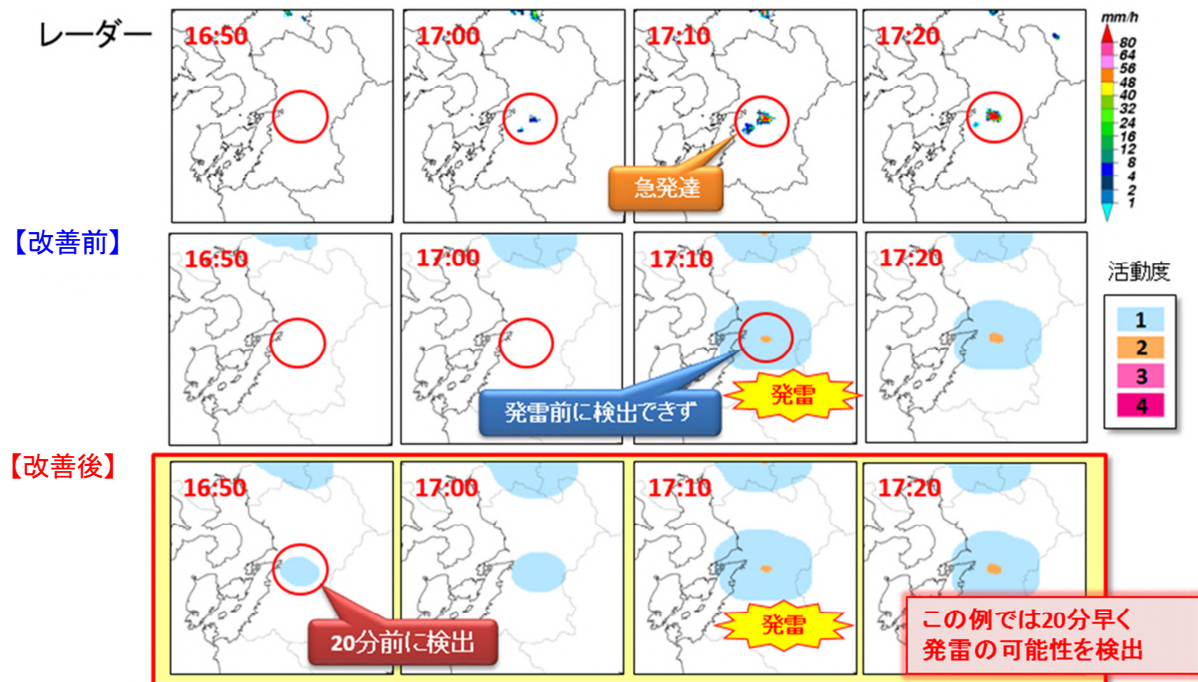 レーダー
16:50
17:00
17:10
17:20
mm/h
80
64
56
48
40
32
24
16
12
8
4
2
1
急発達
【改善前】
16:50
17:00
17:10
17:20
活動度
1
2
3
4
発雷前に検出できず
発雷
【改善後】
16:50
17:00
17:10
17:20
20分前に検出
発雷
この例では20分早く
発雷の可能性を検出